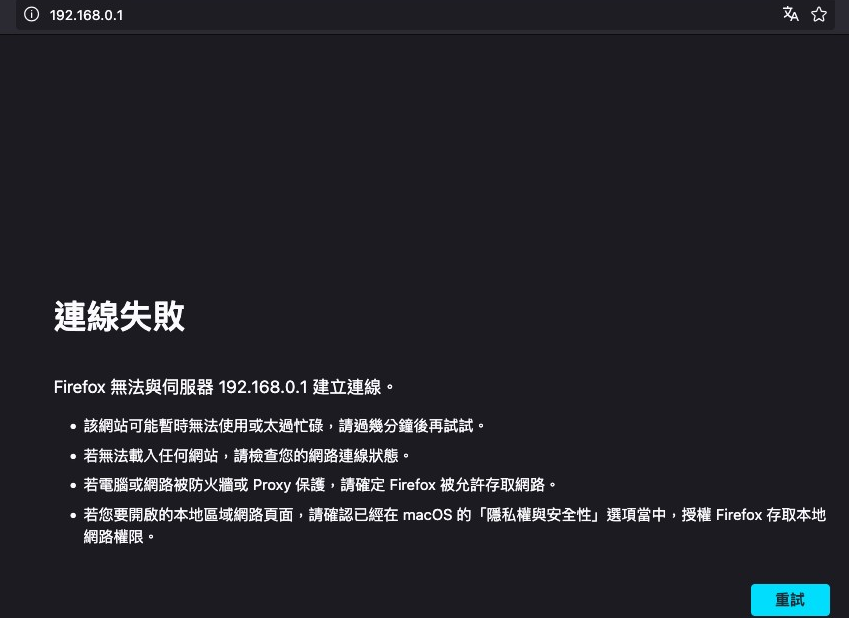 192.168.0.1
連線失敗
Firefox 無法與伺服器 192.168.0.1 建立連線。
該網站可能暫時無法使用或太過忙碌，請過幾分鐘後再試試。
若無法載入任何網站，請檢查您的網路連線狀態。
若電腦或網路被防火牆或 Proxy 保護，請確定 Firefox 被允許存取網路。
若您要開啟的本地區域網路頁面，請確認已經在 macOS 的「隱私權與安全性」選項當中，授權 Firefox 存取本地
網路權限。
重試